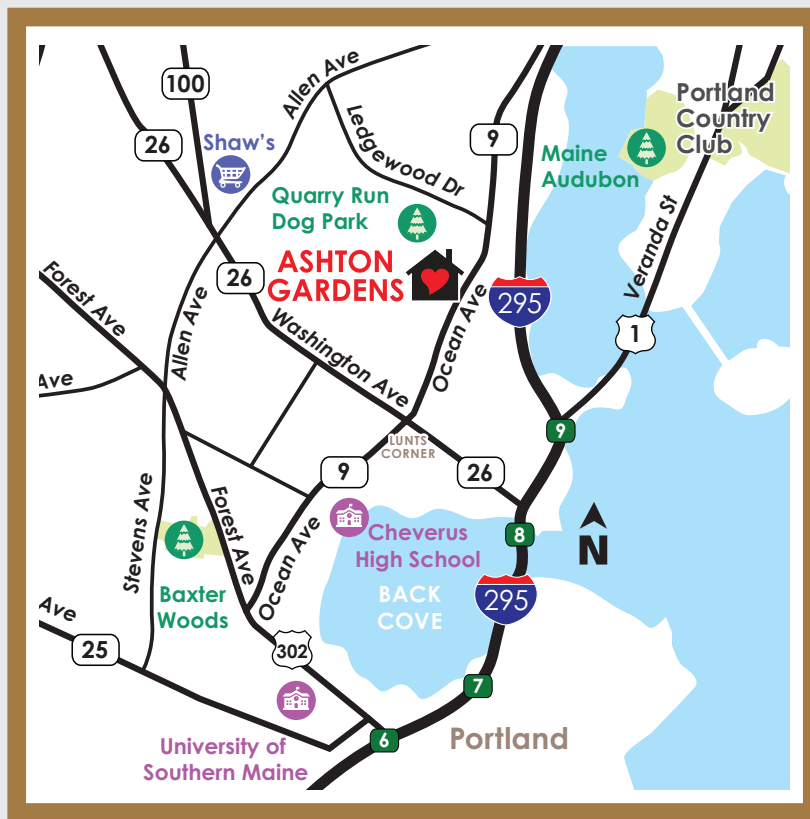 100
Allen Ave
26
Shaw's
Ledgewood Dr
9
Portland
Country
Club
Maine
Audubon
Quarry Run
Dog Park
ASHTON
GARDENS
26
295
Veranda St
1
Forest Ave
Allen Ave
Washington Ave
Ocean Ave
Ave
LUNTS
CORNER
9
9
26
Stevens Ave
Forest Ave
Ocean Ave
Cheverus
High School
8
N
Baxter
Woods
BACK
COVE
295
Ave
25
302
7
University of
Southern Maine
6
Portland